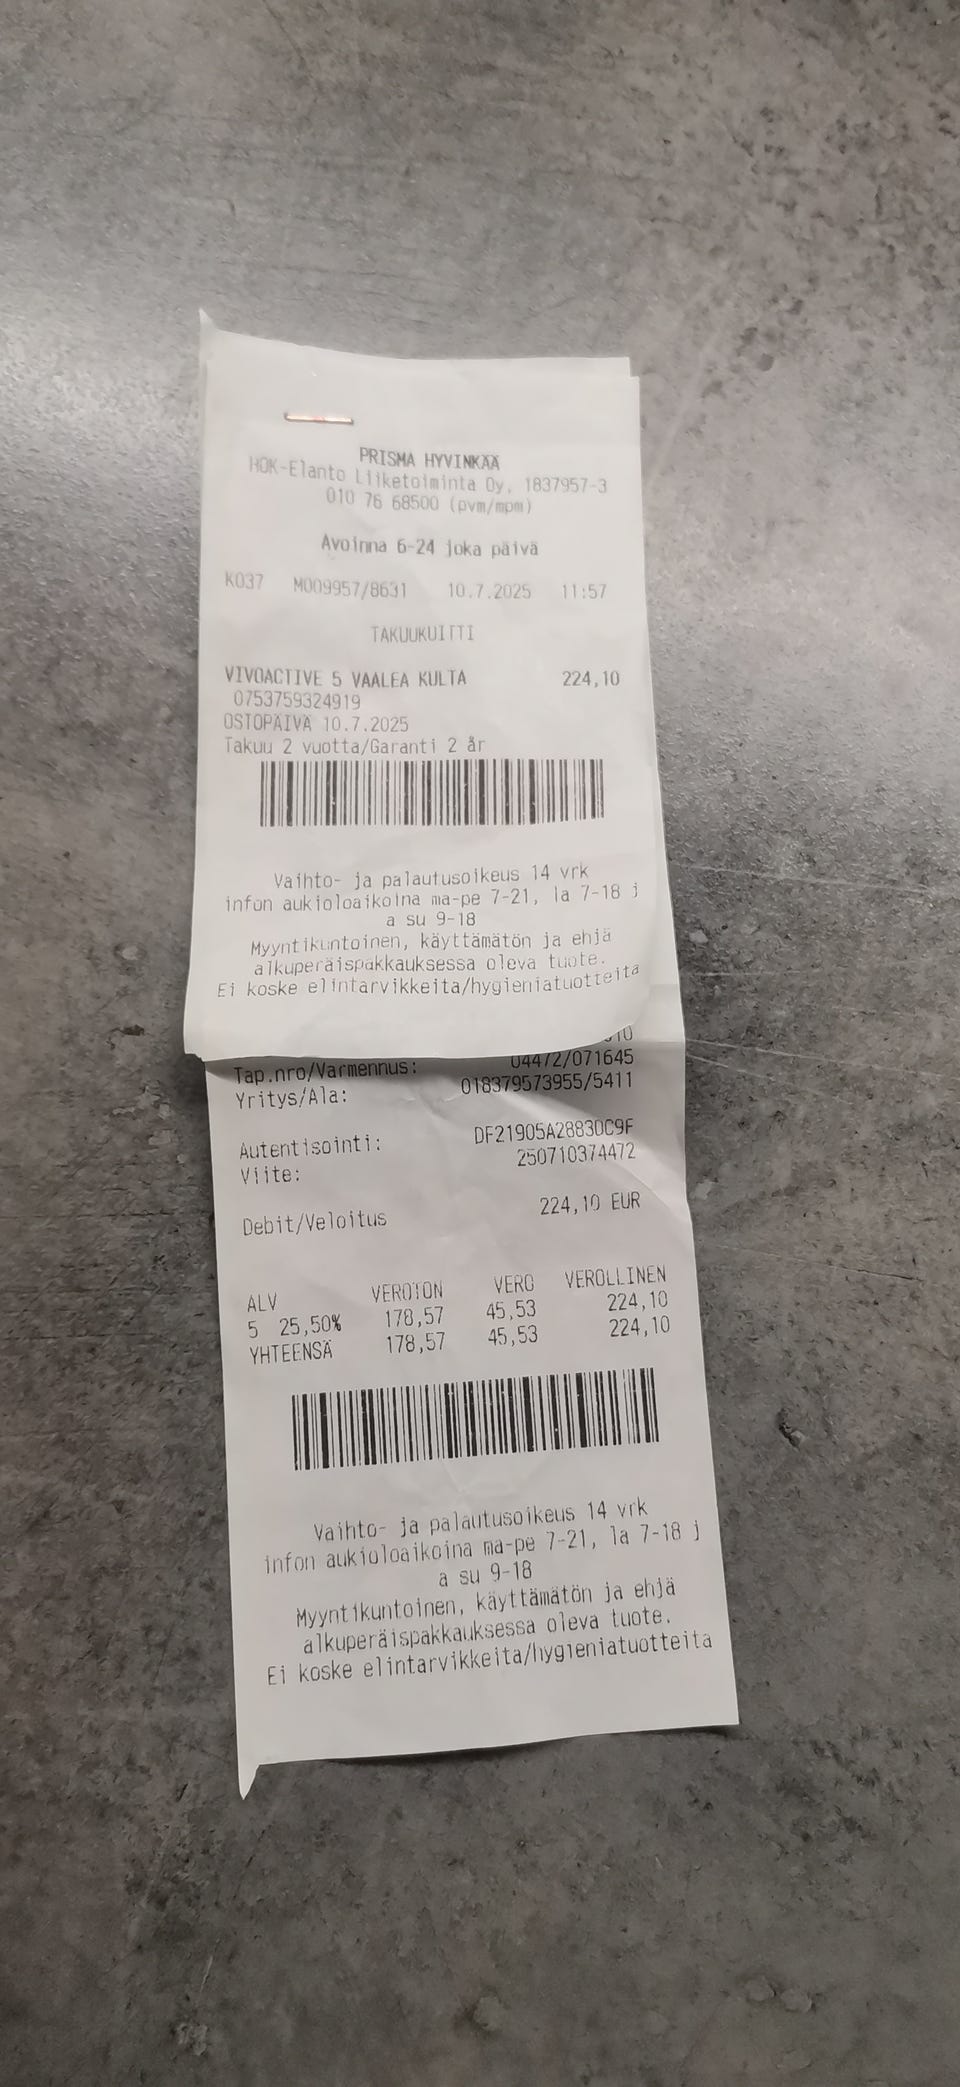 PRISMA HYVINKÄÄ
HOK-Elanto Liiketoiminta Oy, 1837957-3
010 76 68500 (pvm/mpm)
Avoinna 6-24 joka päivä
K037 M009957/8631 10.7.2025 11:57
TAKUUKUITTI
VIVOACTIVE 5 VAALEA KULTA 224,10
0753759324919
OSTOPÄIVÄ 10.7.2025
Takuu 2 vuotta/Garanti 2 år
Vaihto- ja palautusoikeus 14 vrk
infon aukioloaikoina ma-pe 7-21, la 7-18 j
a su 9-18
Myyntikuntoinen, käyttämätön ja ehjä
alkuperäispakkauksessa oleva tuote.
Ei koske elintarvikkeita/hygieniatuotteita
Tap.nro/Varmennus: 04472/071645
Yritys/Ala: 018379573955/5411
Autentisointi: DF21905A28830C9F
Viite: 250710374472
Debit/Veloitus 224,10 EUR
ALV VEROTON VERO VEROLLINEN
5 25,50% 178,57 45,53 224,10
YHTEENSÄ 178,57 45,53 224,10
Vaihto- ja palautusoikeus 14 vrk
infon aukioloaikoina ma-pe 7-21, la 7-18 j
a su 9-18
Myyntikuntoinen, käyttämätön ja ehjä
alkuperäispakkauksessa oleva tuote.
Ei koske elintarvikkeita/hygieniatuotteita